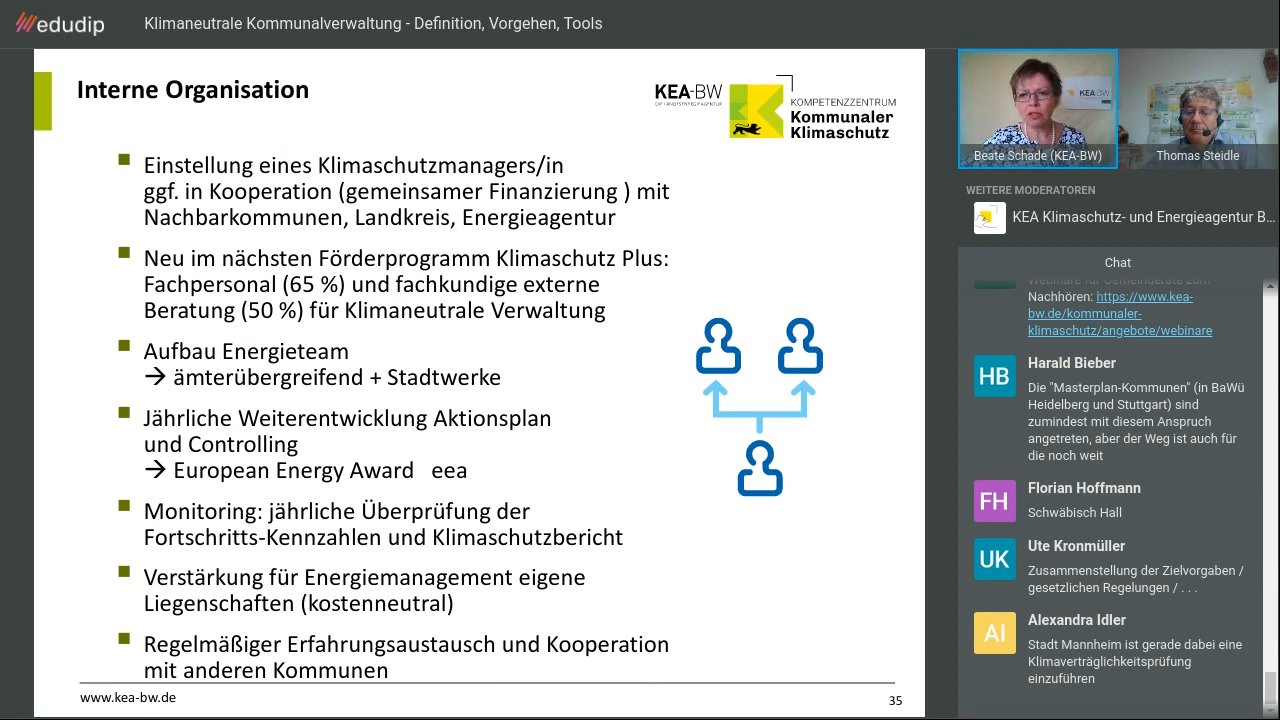 edudip
Klimaneutrale Kommunalverwaltung - Definition, Vorgehen, Tools
Interne Organisation
KEA-BW
DIE LANDESENERGIEAGENTUR
KOMPETENZZENTRUM
Kommunaler
Klimaschutz
Einstellung eines Klimaschutzmanagers/in
ggf. in Kooperation (gemeinsamer Finanzierung ) mit
Nachbarkommunen, Landkreis, Energieagentur
Neu im nächsten Förderprogramm Klimaschutz Plus:
Fachpersonal (65 %) und fachkundige externe
Beratung (50 %) für Klimaneutrale Verwaltung
Aufbau Energieteam
→ ämterübergreifend + Stadtwerke
Jährliche Weiterentwicklung Aktionsplan
und Controlling
→ European Energy Award eea
Monitoring: jährliche Überprüfung der
Fortschritts-Kennzahlen und Klimaschutzbericht
Verstärkung für Energiemanagement eigene
Liegenschaften (kostenneutral)
Regelmäßiger Erfahrungsaustausch und Kooperation
mit anderen Kommunen
www.kea-bw.de
35
KEA-BW
Beate Schade (KEA-BW)
Thomas Steidle
WEITERE MODERATOREN
KEA Klimaschutz- und Energieagentur B...
Chat
Webinare für Gemeinderäte zum
Nachhören: https://www.kea-
bw.de/kommunaler-
klimaschutz/angebote/webinare
HB
Harald Bieber
Die "Masterplan-Kommunen" (in BaWü
Heidelberg und Stuttgart) sind
zumindest mit diesem Anspruch
angetreten, aber der Weg ist auch für
die noch weit
FH
Florian Hoffmann
Schwäbisch Hall
UK
Ute Kronmüller
Zusammenstellung der Zielvorgaben /
gesetzlichen Regelungen / . . .
AI
Alexandra Idler
Stadt Mannheim ist gerade dabei eine
Klimaverträglichkeitsprüfung
einzuführen